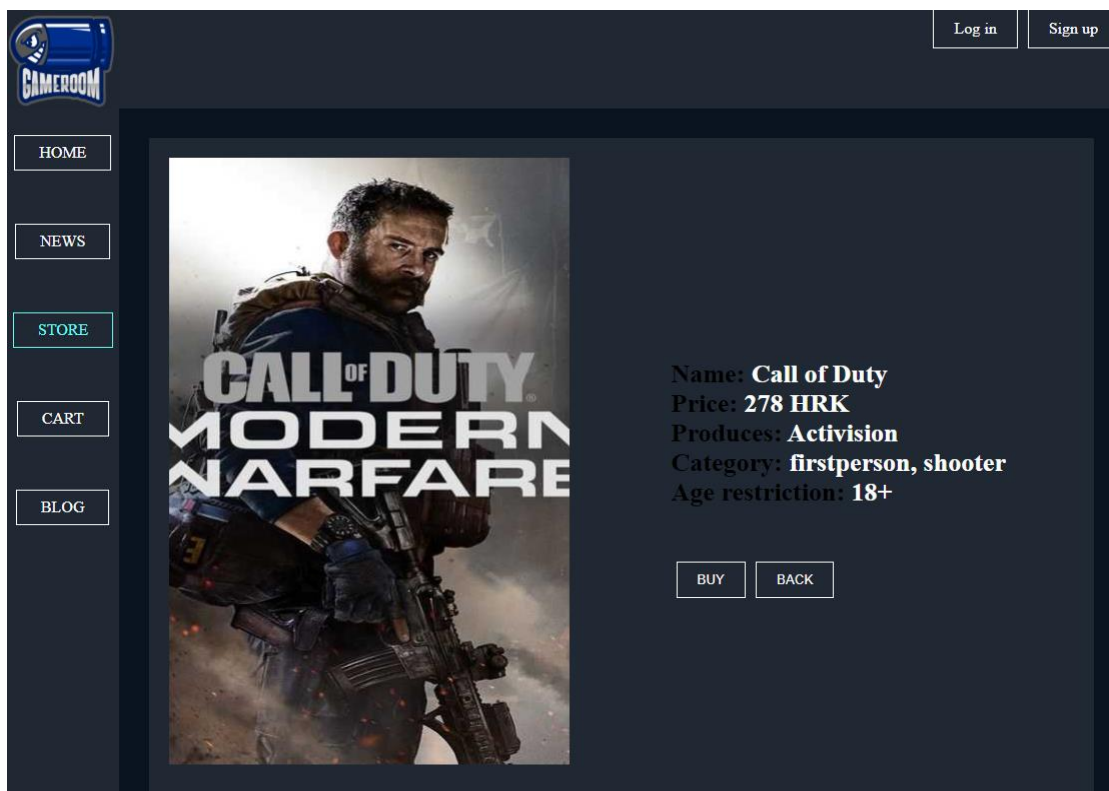 GAMEROOM
Log in
Sign up
HOME
NEWS
STORE
CART
BLOG
CALL OF DUTY
MODERN
WARFARE
Name: Call of Duty
Price: 278 HRK
Produces: Activision
Category: firstperson, shooter
Age restriction: 18+
BUY
BACK